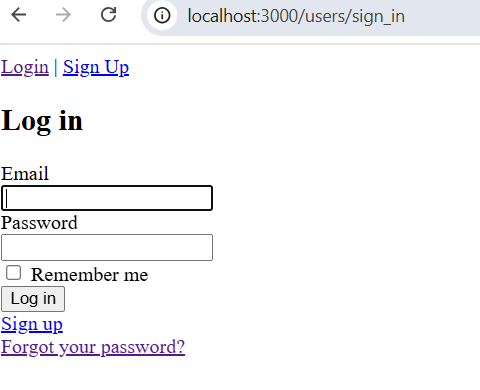 localhost:3000/users/sign_in
Login | Sign Up
Log in
Email
Password
Remember me
Log in
Sign up
Forgot your password?